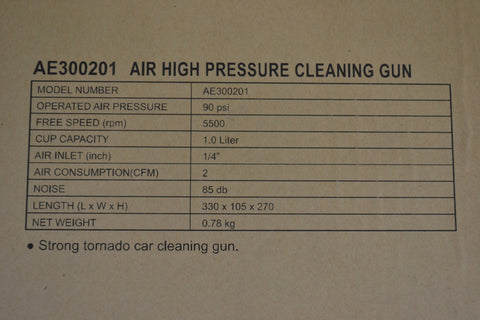 AE300201 AIR HIGH PRESSURE CLEANING GUN
MODEL NUMBER AE300201
OPERATED AIR PRESSURE 90 psi
FREE SPEED (rpm) 5500
CUP CAPACITY 1.0 Liter
AIR INLET (inch) 1/4"
AIR CONSUMPTION(CFM) 2
NOISE 85 db
LENGTH (L x W x H) 330 x 105 x 270
NET WEIGHT 0.78 kg
● Strong tornado car cleaning gun.